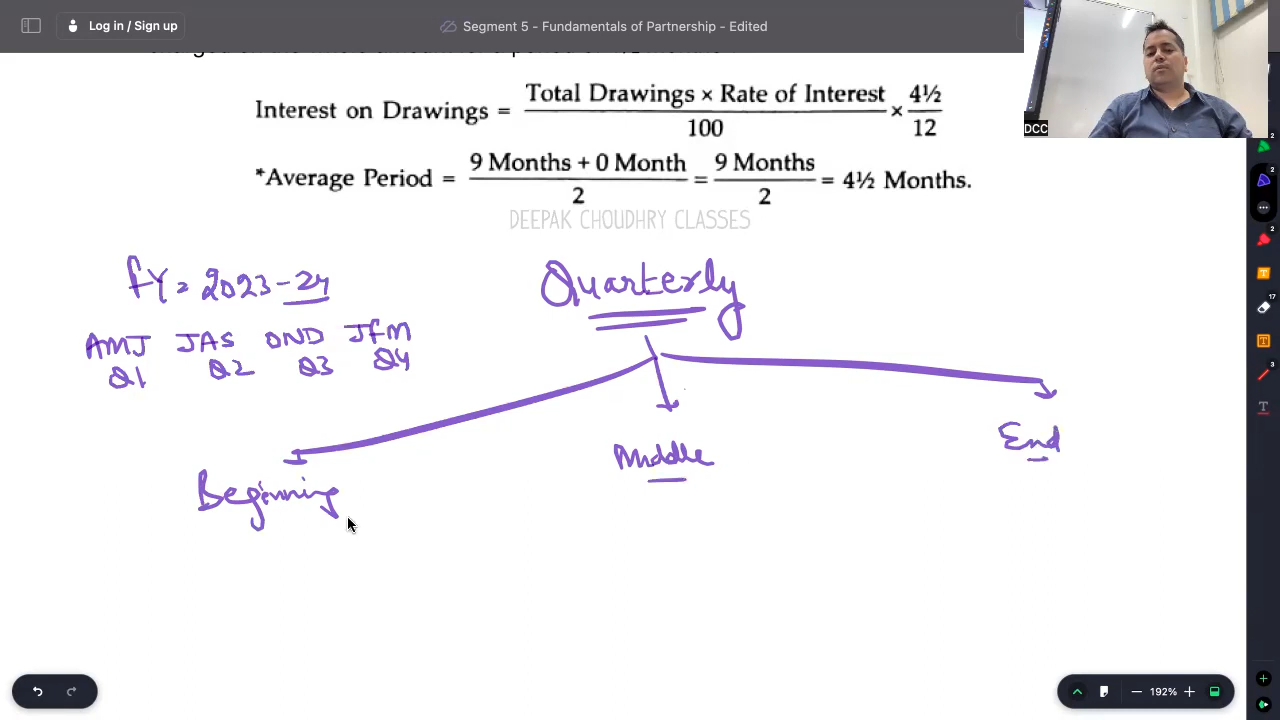 Log in / Sign up
Segment 5 - Fundamentals of Partnership - Edited
Interest on Drawings = Total Drawings × Rate of Interest / 100 × 4½ / 12
*Average Period = 9 Months + 0 Month / 2 = 9 Months / 2 = 4½ Months.
DEEPAK CHOUDHRY CLASSES
DCC
FY = 2023-24
Quarterly
AMJ JAS OND JFM
Q1 Q2 Q3 Q4
Beginning
Middle
End
192%